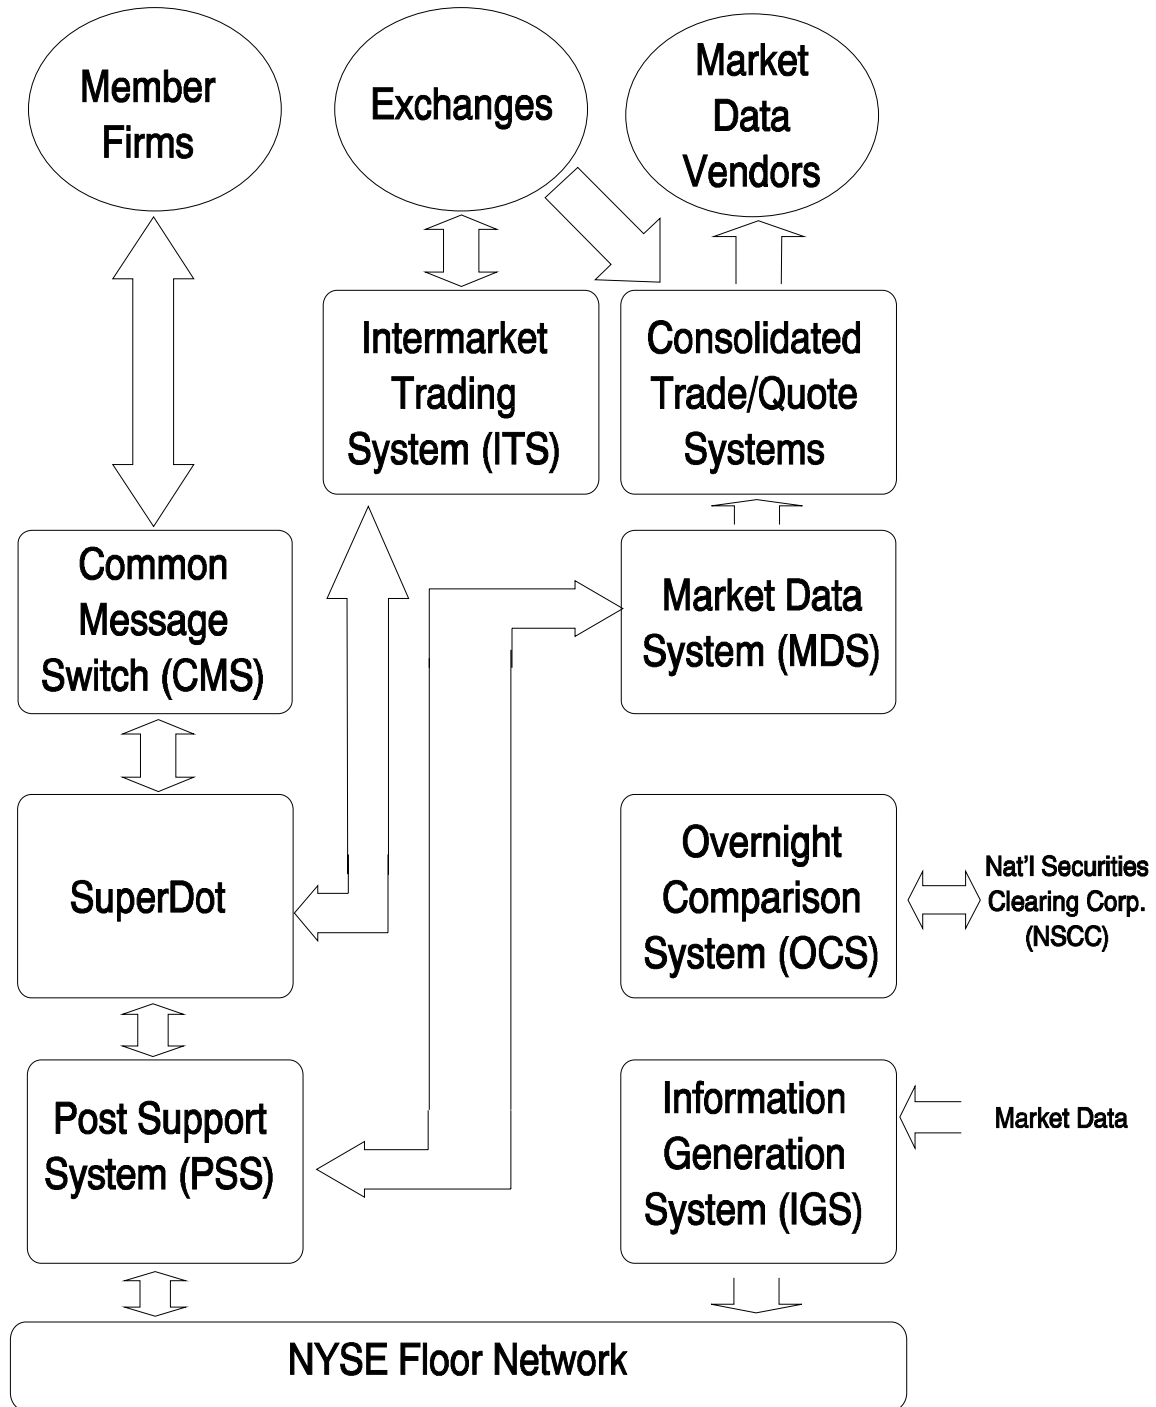 Member
Firms
Exchanges
Market
Data
Vendors
Intermarket
Trading
System (ITS)
Consolidated
Trade/Quote
Systems
Common
Message
Switch (CMS)
Market Data
System (MDS)
SuperDot
Overnight
Comparison
System (OCS)
Nat'l Securities
Clearing Corp.
(NSCC)
Post Support
System (PSS)
Information
Generation
System (IGS)
Market Data
NYSE Floor Network